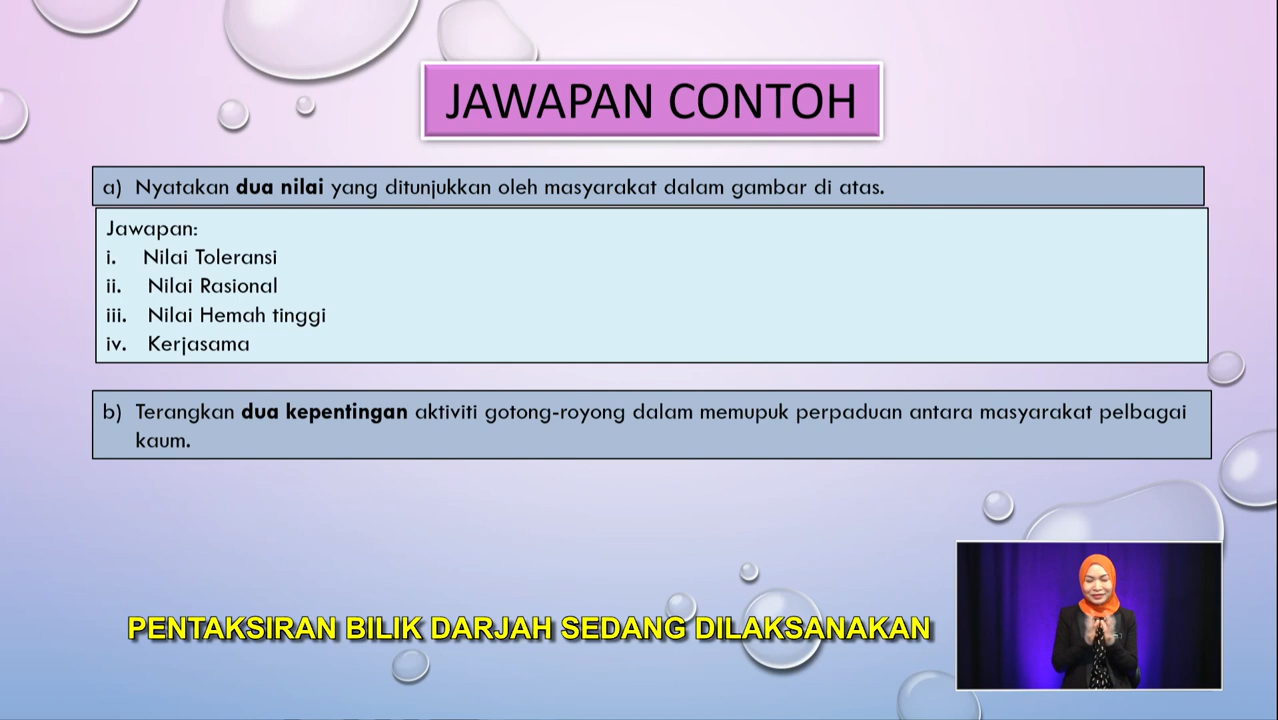 JAWAPAN CONTOH
a) Nyatakan dua nilai yang ditunjukkan oleh masyarakat dalam gambar di atas.
Jawapan:
i. Nilai Toleransi
ii. Nilai Rasional
iii. Nilai Hemah tinggi
iv. Kerjasama
b) Terangkan dua kepentingan aktiviti gotong-royong dalam memupuk perpaduan antara masyarakat pelbagai
kaum.
PENTAKSIRAN BILIK DARJAH SEDANG DILAKSANAKAN